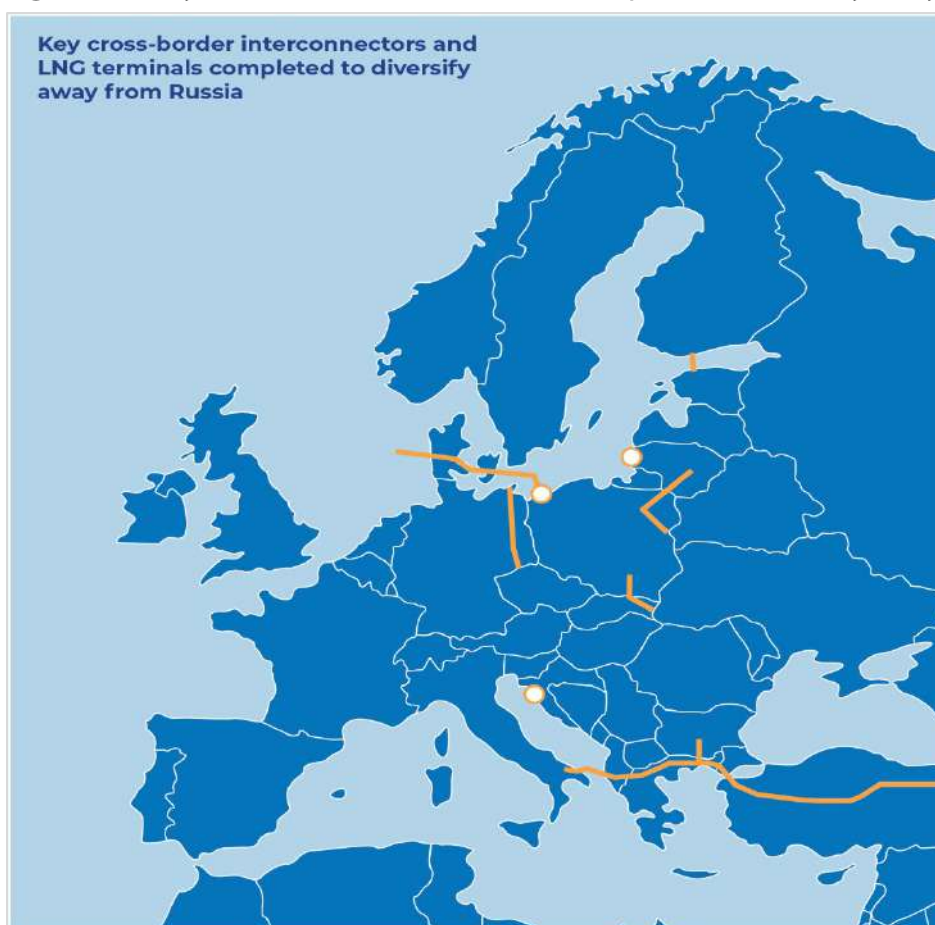 Key cross-border interconnectors and
LNG terminals completed to diversify
away from Russia